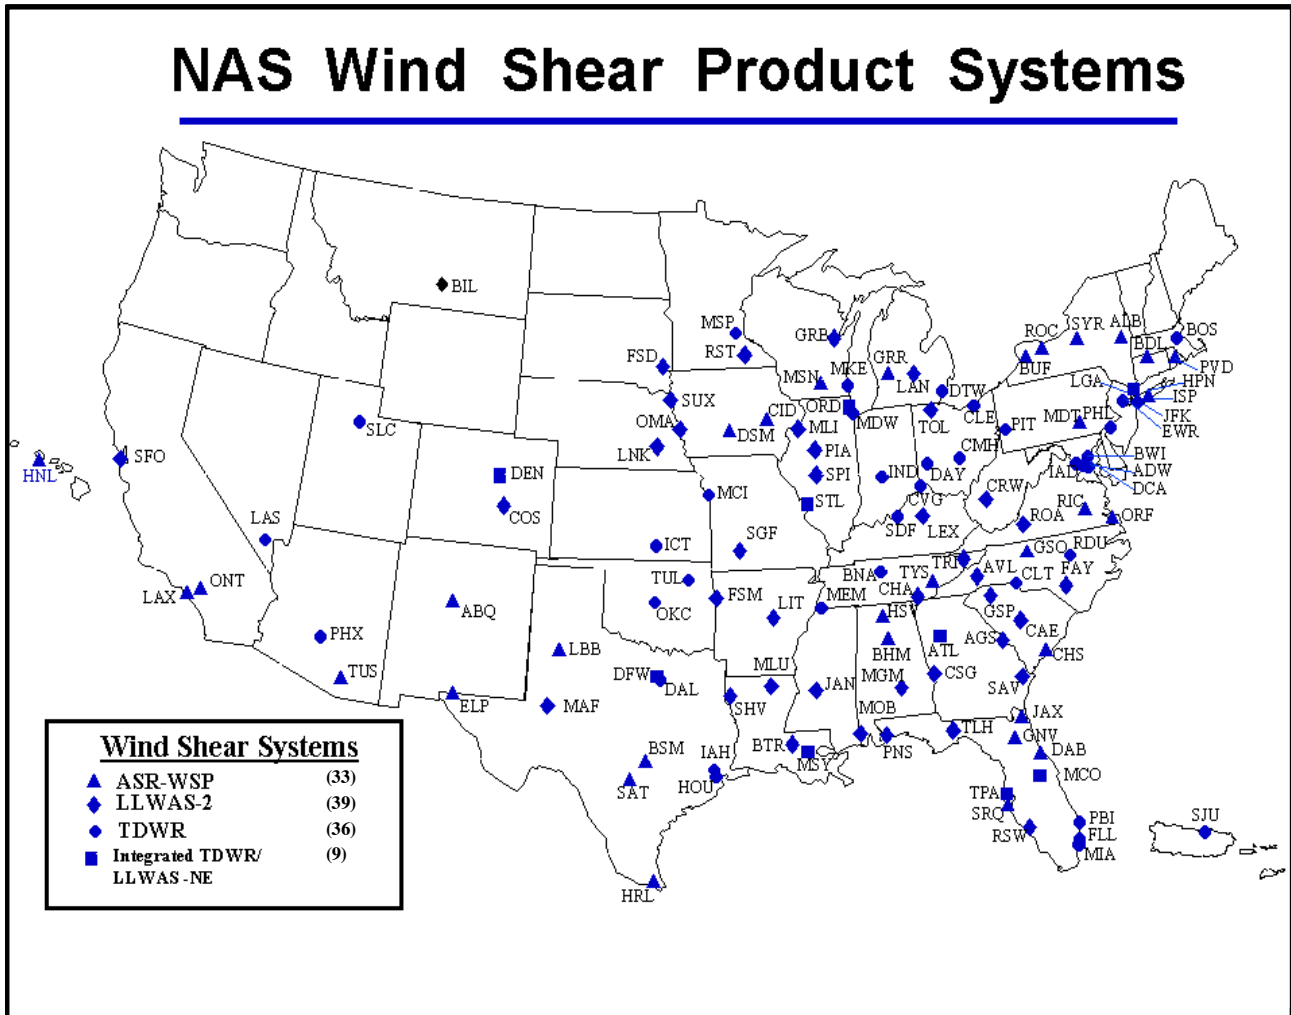 NAS Wind Shear Product Systems
BIL
MSP
RST
FSD
GRB
ROC
SYR
ALB
BOS
BUF
BDL
PVD
MSN
MKE
GRR
LAN
DTW
LGA
HPN
ISP
SUX
OMA
CID
ORD
MDW
TOL
CLE
PIT
MDT
PHL
JFK
EWR
SLC
DSM
MLI
LNK
PIA
CMH
BWI
SFO
HNL
DEN
SPI
IND
DAY
IAD
ADW
DCA
COS
MCI
STL
CVG
CRW
RIC
ORF
LAS
SDF
LEX
ROA
ICT
SGF
GSO
RDU
TRI
BNA
TYS
AVL
CLT
FAY
TUL
OKC
FSM
LIT
MEM
CHA
HSV
GSP
ONT
LAX
ABQ
PHX
LBB
BHM
ATL
AGS
CAE
CHS
TUS
DFW
DAL
MLU
MGM
CSG
SAV
ELP
MAF
SHV
JAN
MOB
JAX
TLH
GNV
BTR
MSY
PNS
DAB
BSM
IAH
HOU
SAT
MCO
TPA
SRQ
RSW
PBI
FLL
MIA
SJU
HRL
Wind Shear Systems
ASR-WSP (33)
LLWAS-2 (39)
TDWR (36)
Integrated TDWR/ (9)
LLWAS-NE